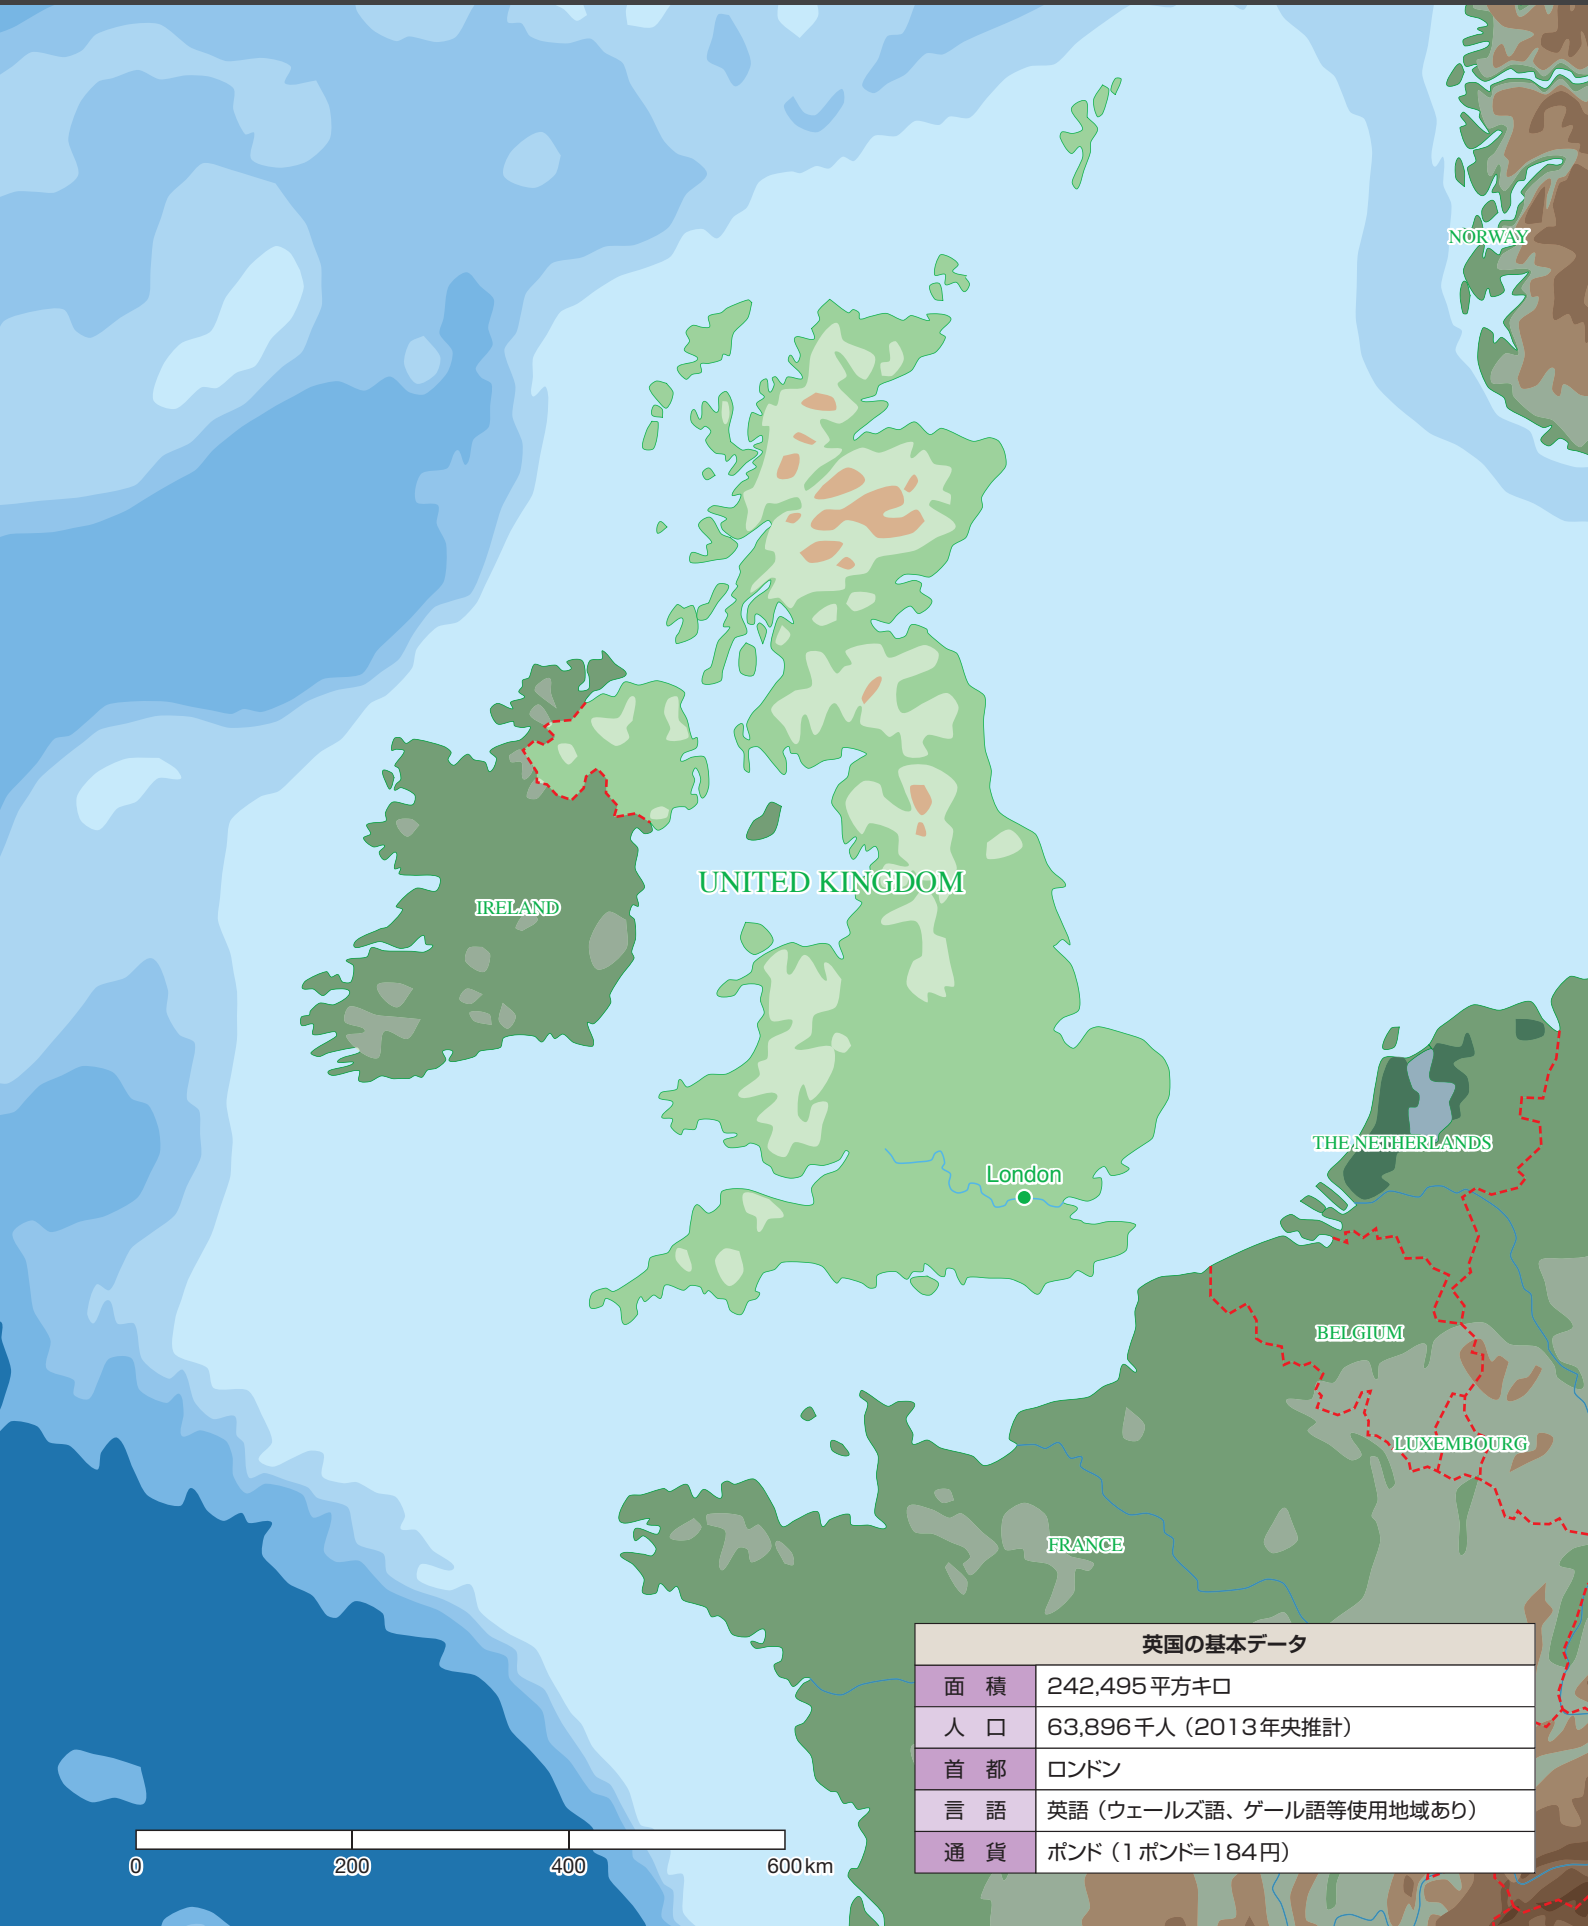 NORWAY
UNITED KINGDOM
IRELAND
THE NETHERLANDS
London
BELGIUM
LUXEMBOURG
FRANCE
英国の基本データ
面 積 242,495平方キロ
人 口 63,896千人（2013年央推計）
首 都 ロンドン
言 語 英語（ウェールズ語、ゲール語等使用地域あり）
通 貨 ポンド（1ポンド=184円）
0 200 400 600km